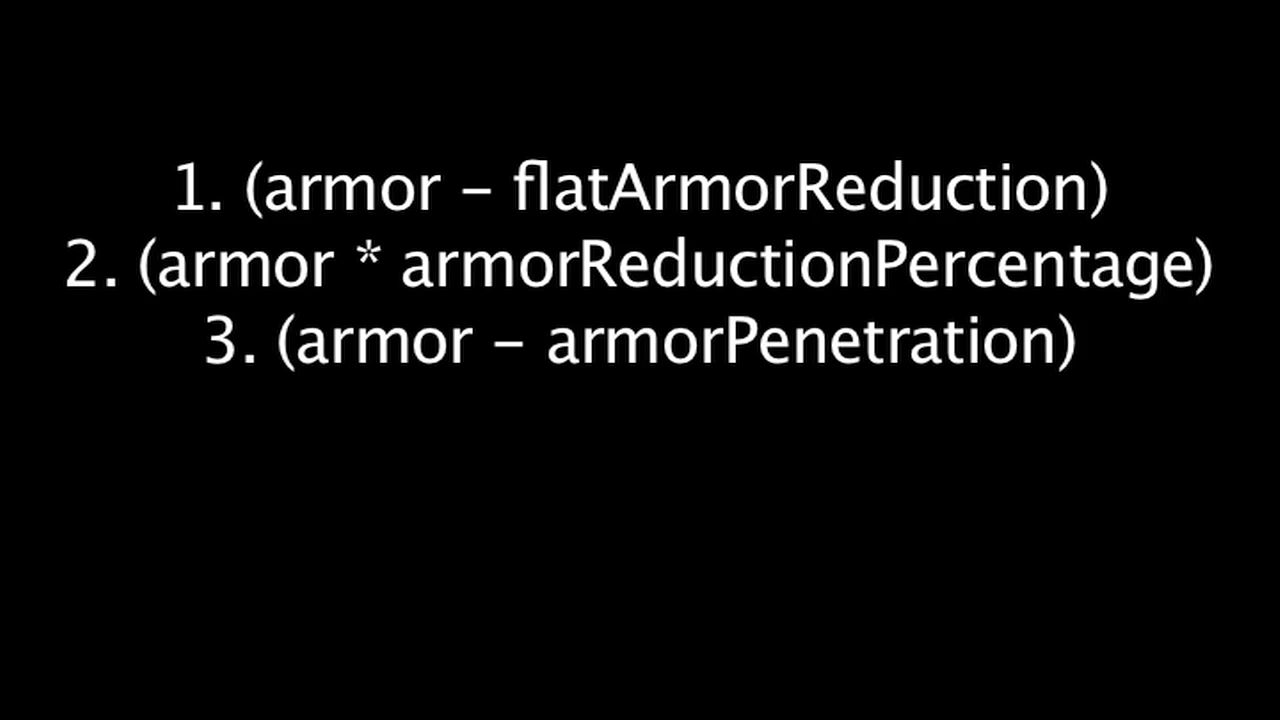 1. (armor - flatArmorReduction)
2. (armor * armorReductionPercentage)
3. (armor - armorPenetration)